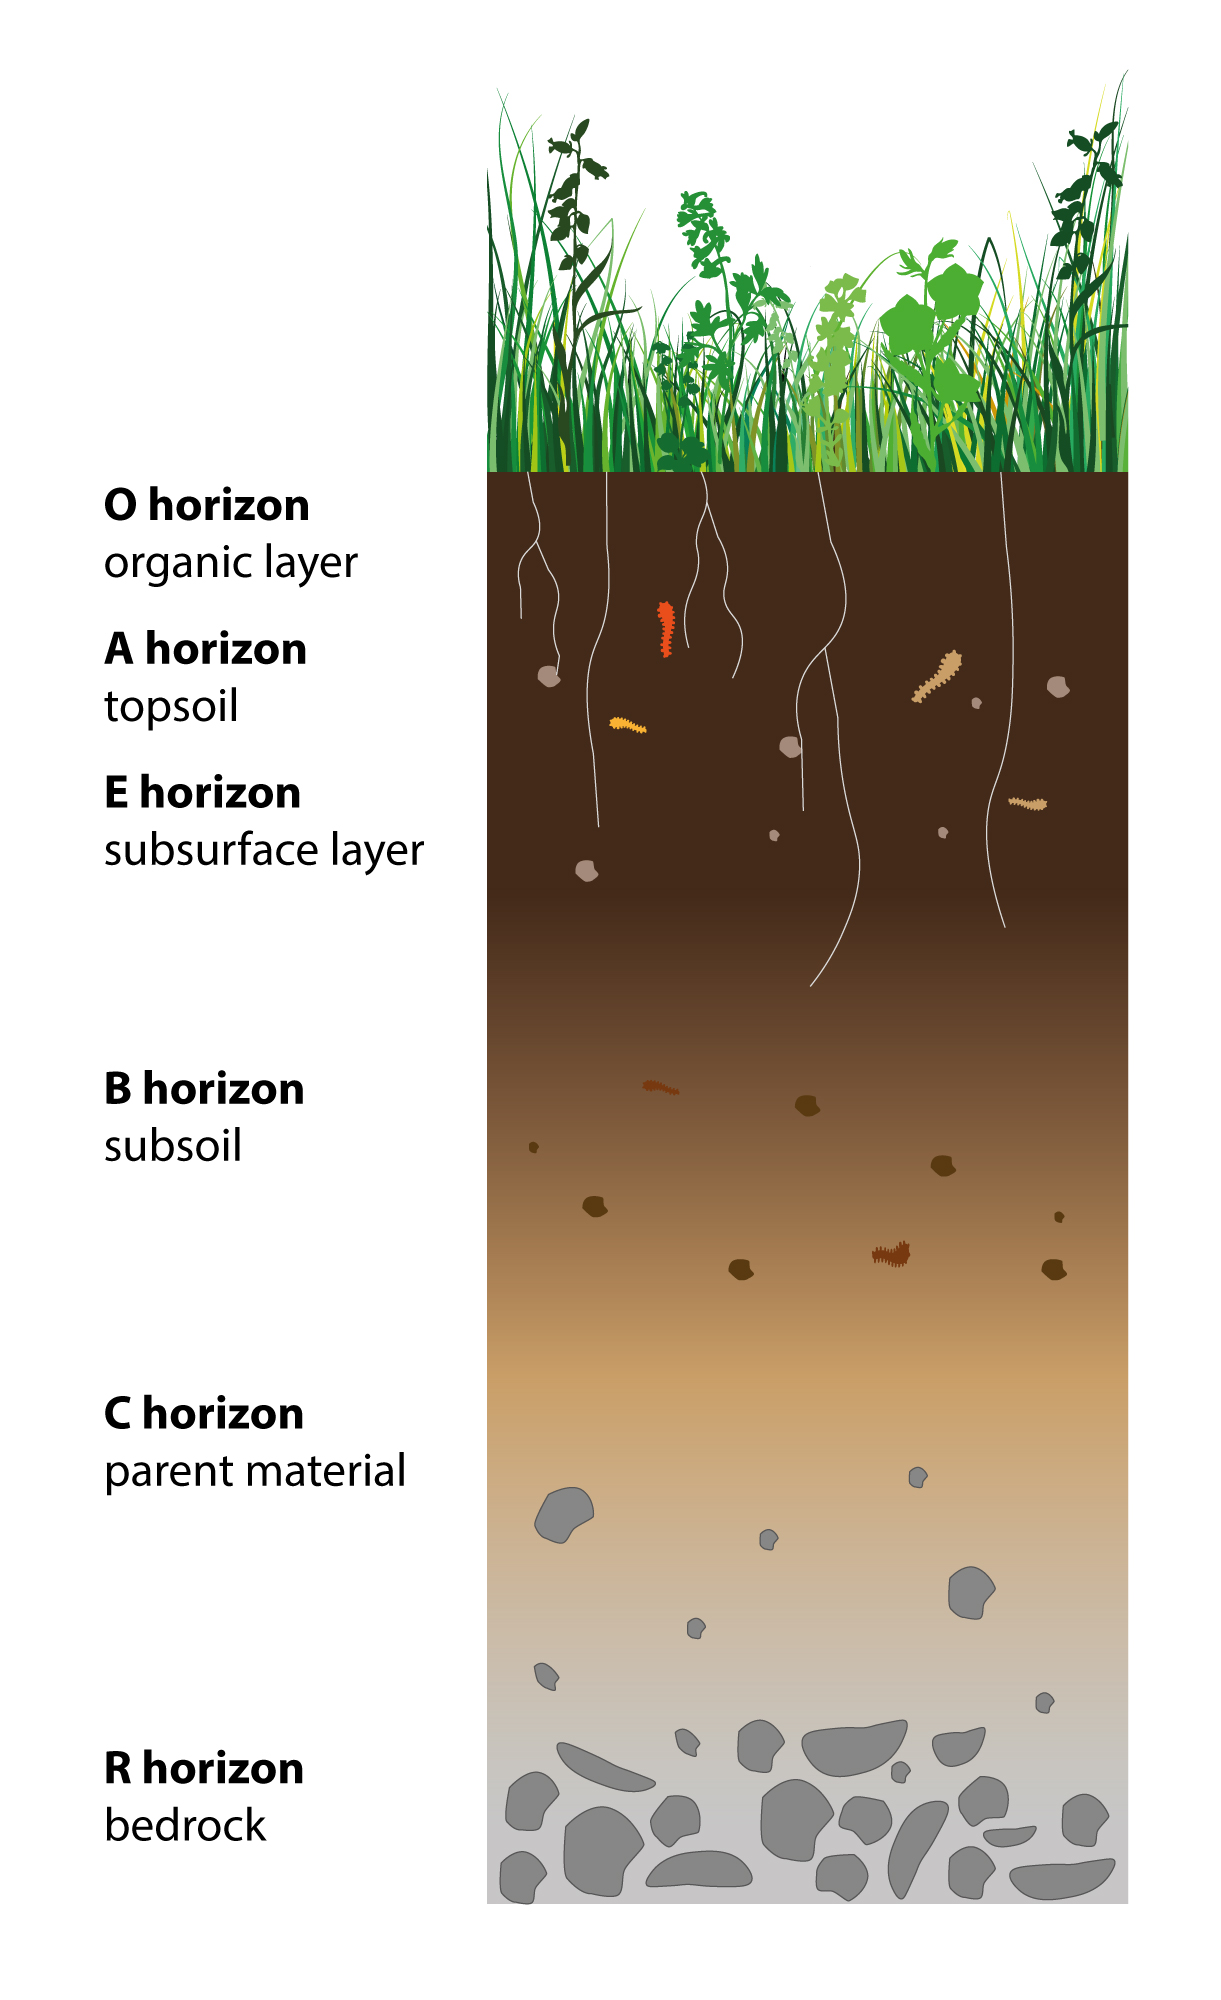 O horizon
organic layer
A horizon
topsoil
E horizon
subsurface layer
B horizon
subsoil
C horizon
parent material
R horizon
bedrock